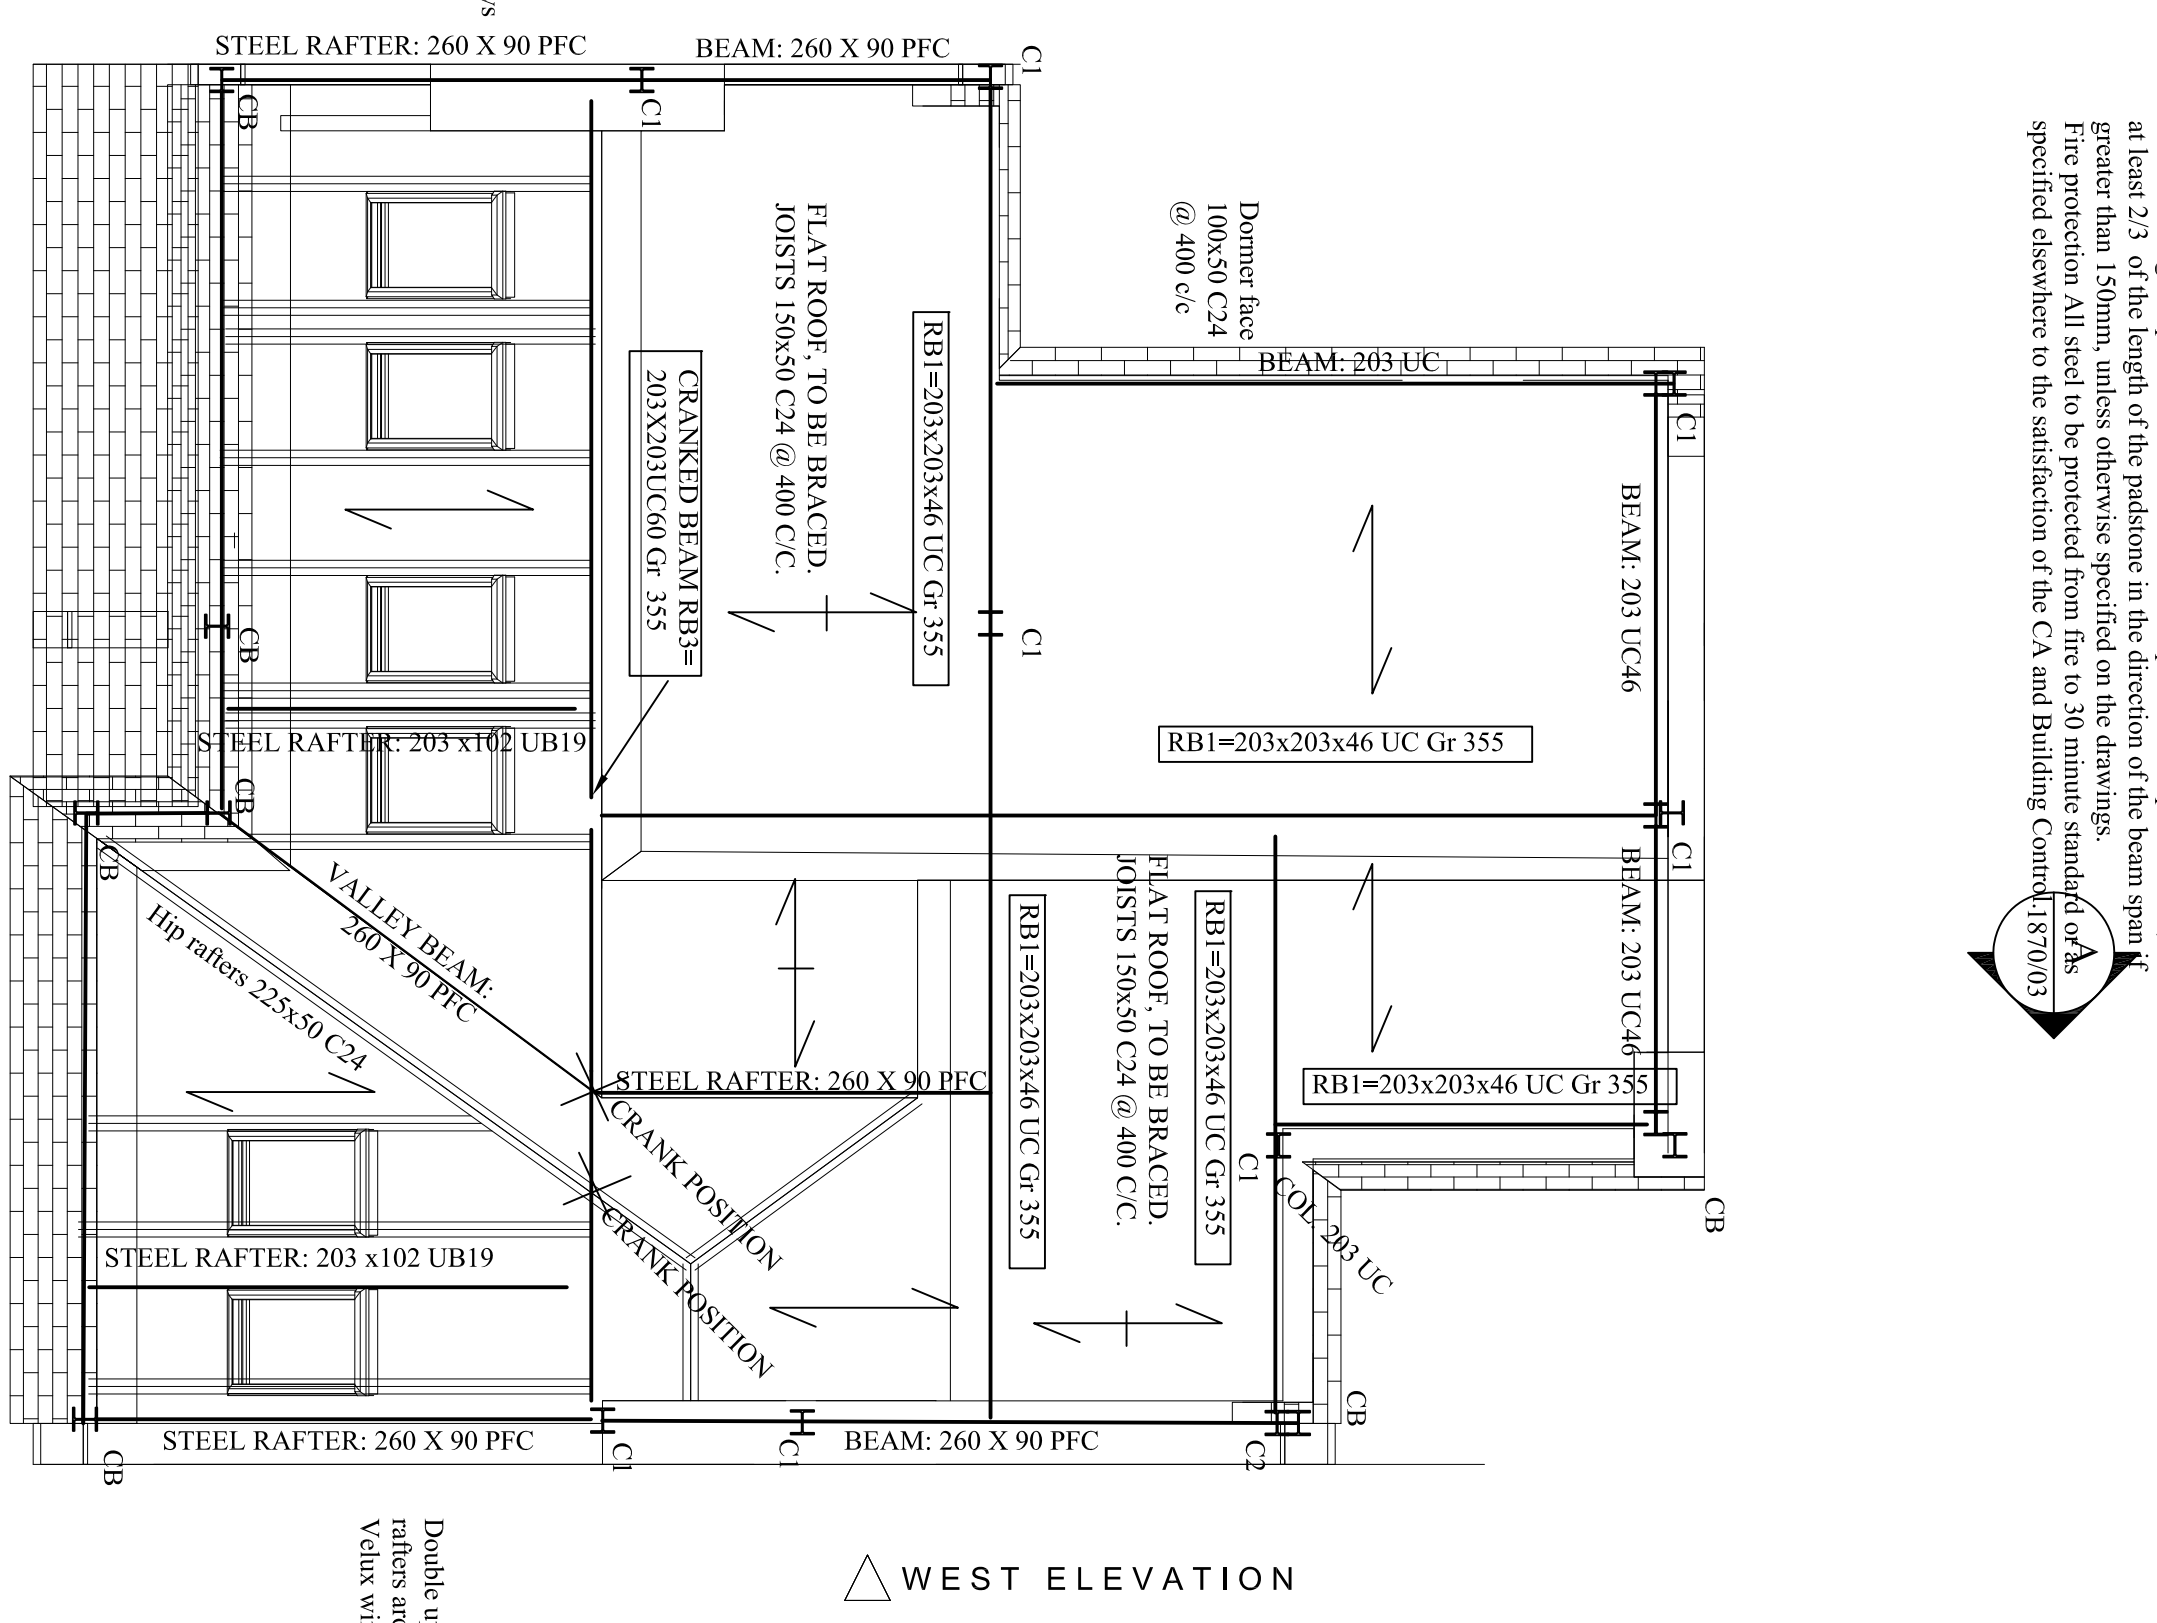 at least 2/3 of the length of the padstone in the direction of the beam span if
greater than 150mm, unless otherwise specified on the drawings.
Fire protection All steel to be protected from fire to 30 minute standard or as
specified elsewhere to the satisfaction of the CA and Building Control.
A
1870/03
STEEL RAFTER: 260 X 90 PFC
BEAM: 260 X 90 PFC
C1
CB
C1
Dormer face
100x50 C24
@ 400 c/c
FLAT ROOF, TO BE BRACED.
JOISTS 150x50 C24 @ 400 C/C.
RB1=203x203x46 UC Gr 355
CRANKED BEAM RB3=
203X203UC60 Gr 355
BEAM: 203 UC
C1
BEAM: 203 UC46
C1
CB
RB1=203x203x46 UC Gr 355
STEEL RAFTER: 203 x102 UB19
CB
C1
BEAM: 203 UC46
CB
VALLEY BEAM:
260 X 90 PFC
Hip rafters 225x50 C24
FLAT ROOF, TO BE BRACED.
JOISTS 150x50 C24 @ 400 C/C.
RB1=203x203x46 UC Gr 355
RB1=203x203x46 UC Gr 355
RB1=203x203x46 UC Gr 355
STEEL RAFTER: 260 X 90 PFC
CRANK POSITION
CRANK POSITION
C1
COL. 203 UC
CB
STEEL RAFTER: 203 x102 UB19
CB
STEEL RAFTER: 260 X 90 PFC
BEAM: 260 X 90 PFC
CB
C1
C1
C2
Double u
rafters
Velux
WEST ELEVATION